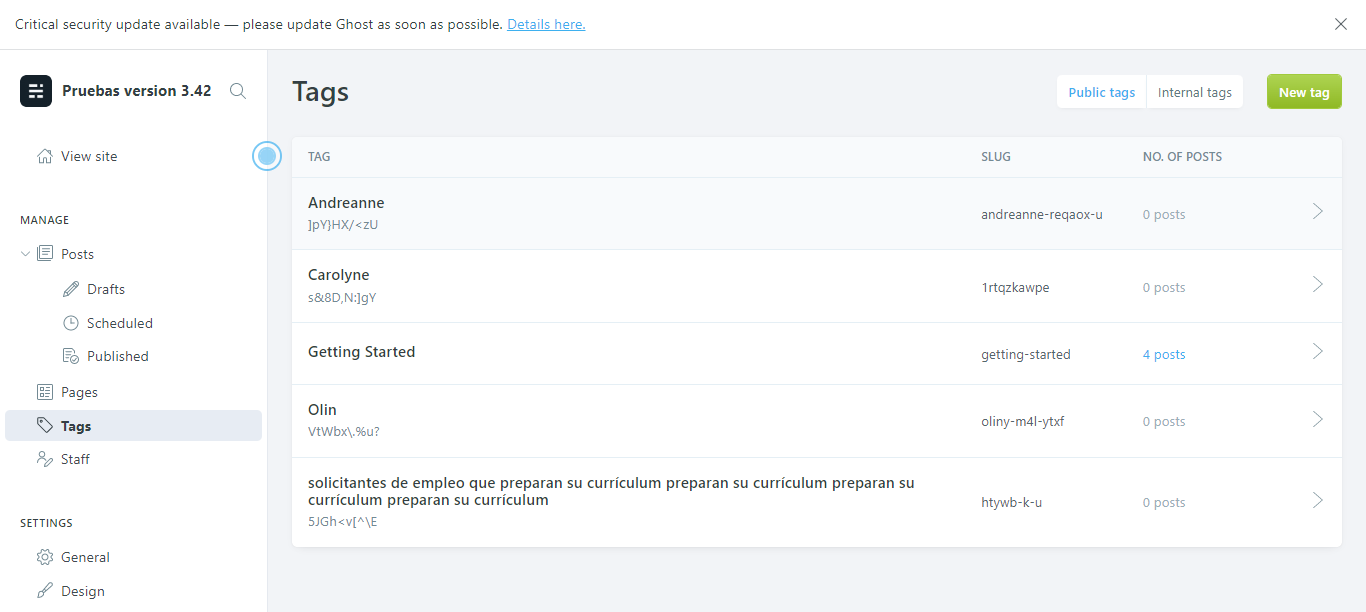 Critical security update available — please update Ghost as soon as possible. Details here.
Pruebas version 3.42
View site
MANAGE
Posts
Drafts
Scheduled
Published
Pages
Tags
Staff
SETTINGS
General
Design
Tags
Public tags
Internal tags
New tag
TAG SLUG NO. OF POSTS
Andreanne
]pY}HX/<zU
andreanne-reqaox-u 0 posts
Carolyne
s&8D,N:]gY
1rtqzkawpe 0 posts
Getting Started
getting-started 4 posts
Olin
VtWbx\.%u?
oliny-m4l-ytxf 0 posts
solicitantes de empleo que preparan su currículum preparan su currículum preparan su
currículum preparan su currículum
5JGh<v[^\E
htywb-k-u 0 posts